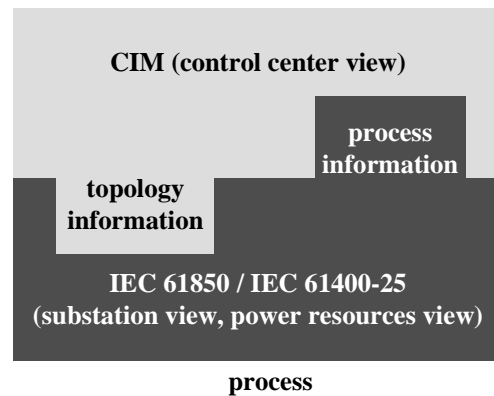 CIM (control center view)
process
information
topology
information
IEC 61850 / IEC 61400-25
(substation view, power resources view)
process